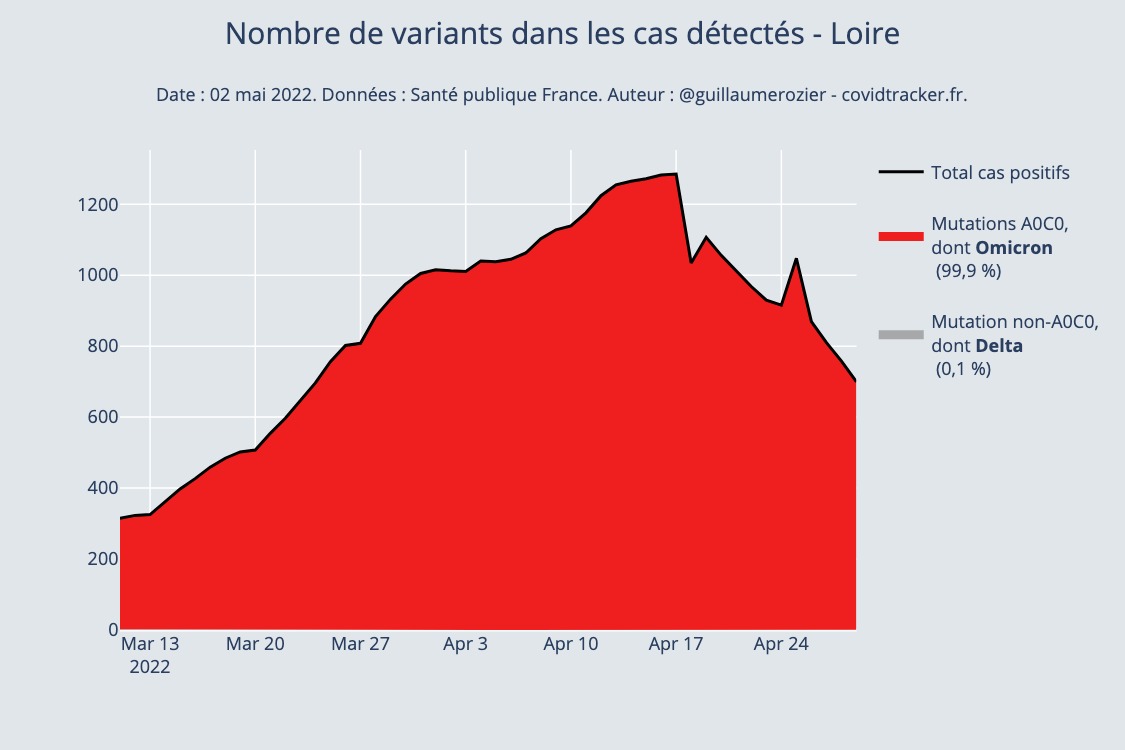 Nombre de variants dans les cas détectés - Loire
Date : 02 mai 2022. Données : Santé publique France. Auteur : @guillaumerozier - covidtracker.fr.
Total cas positifs
Mutations A0C0,
dont Omicron
(99,9 %)
Mutation non-A0C0,
dont Delta
(0,1 %)
1200
1000
800
600
400
200
0
Mar 13 Mar 20 Mar 27 Apr 3 Apr 10 Apr 17 Apr 24
2022